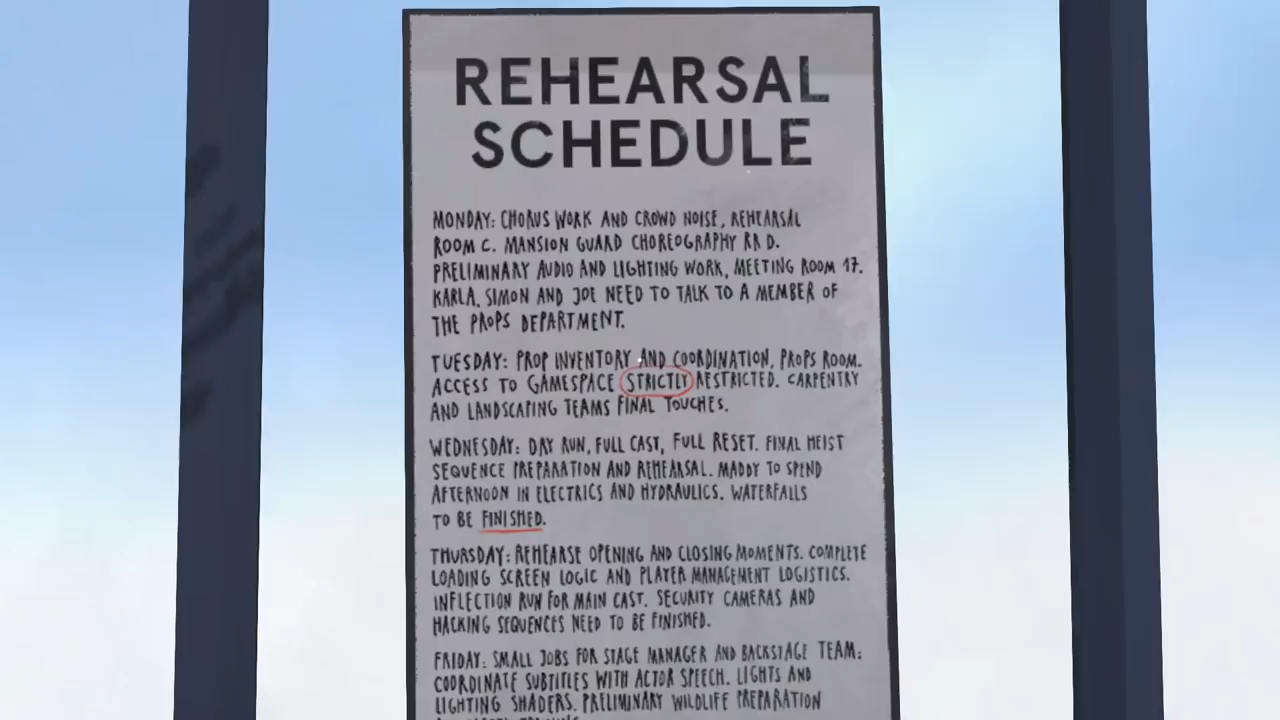 REHEARSAL
SCHEDULE
MONDAY: CHORUS WORK AND CROWD NOISE, REHEARSAL
ROOM C. MANSION GUARD CHOREOGRAPHY RR D.
PRELIMINARY AUDIO AND LIGHTING WORK, MEETING ROOM 17.
KARLA, SIMON AND JOE NEED TO TALK TO A MEMBER OF
THE PROPS DEPARTMENT.
TUESDAY: PROP INVENTORY AND COORDINATION, PROPS ROOM.
ACCESS TO GAMESPACE STRICTLY RESTRICTED. CARPENTRY
AND LANDSCAPING TEAMS FINAL TOUCHES.
WEDNESDAY: DAY RUN, FULL CAST, FULL RESET. FINAL HEIST
SEQUENCE PREPARATION AND REHEARSAL. MADDY TO SPEND
AFTERNOON IN ELECTRICS AND HYDRAULICS. WATERFALLS
TO BE FINISHED.
THURSDAY: REHEARSE OPENING AND CLOSING MOMENTS. COMPLETE
LOADING SCREEN LOGIC AND PLAYER MANAGEMENT LOGISTICS.
INFLECTION RUN FOR MAIN CAST. SECURITY CAMERAS AND
HACKING SEQUENCES NEED TO BE FINISHED.
FRIDAY: SMALL JOBS FOR STAGE MANAGER AND BACKSTAGE TEAM:
COORDINATE SUBTITLES WITH ACTOR SPEECH. LIGHTS AND
LIGHTING SHADERS. PRELIMINARY WILDLIFE PREPARATION